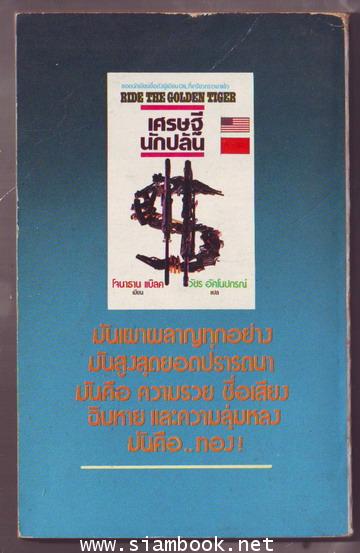 RIDE THE GOLDEN TIGER
เศรษฐี
นักปล้น
โจนาธาน แบล็ค
เขียน
วัชร อัคโนปกรณ์
แปล
มันเผาผลาญทุกอย่าง
มันสูงสุดยอดปรารถนา
มันคือ ความรวย ชื่อเสียง
ฉิบหาย และความลุ่มหลง
มันคือ..ทอง!
www.siambook.net